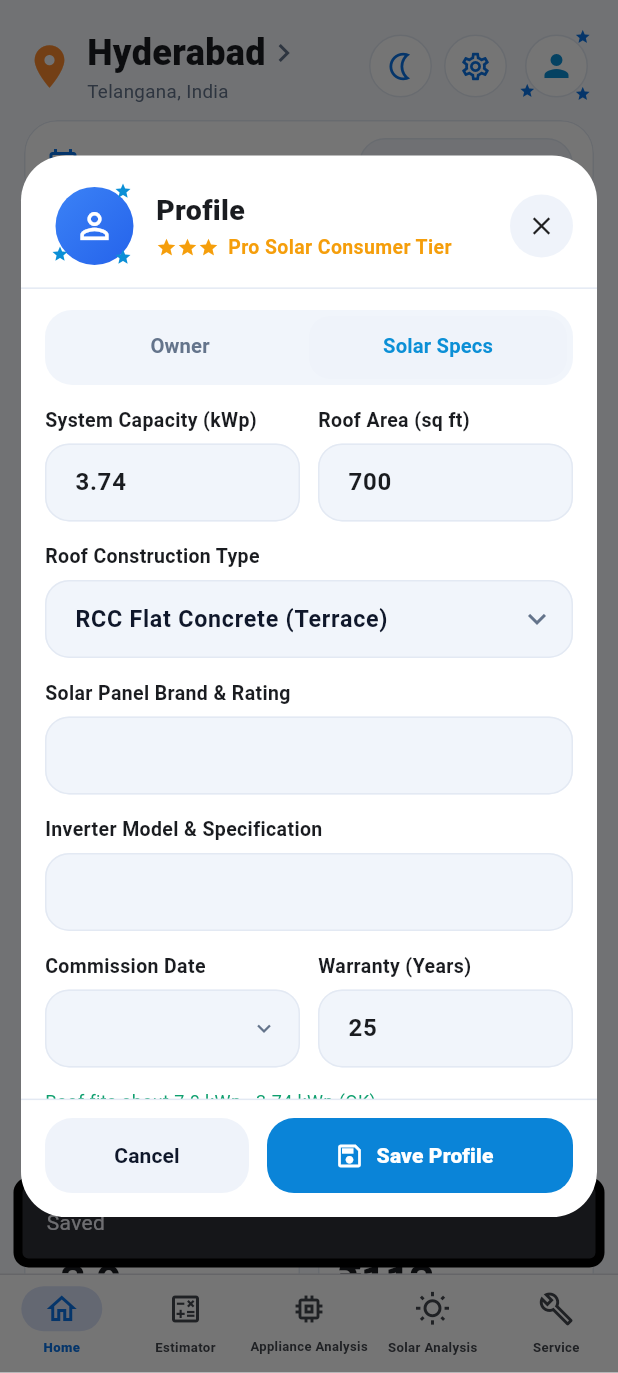 Hyderabad
Telangana, India
Profile
Pro Solar Consumer Tier
Owner
Solar Specs
System Capacity (kWp)
Roof Area (sq ft)
3.74
700
Roof Construction Type
RCC Flat Concrete (Terrace)
Solar Panel Brand & Rating
Inverter Model & Specification
Commission Date
Warranty (Years)
25
Cancel
Save Profile
Saved
Home
Estimator
Appliance Analysis
Solar Analysis
Service